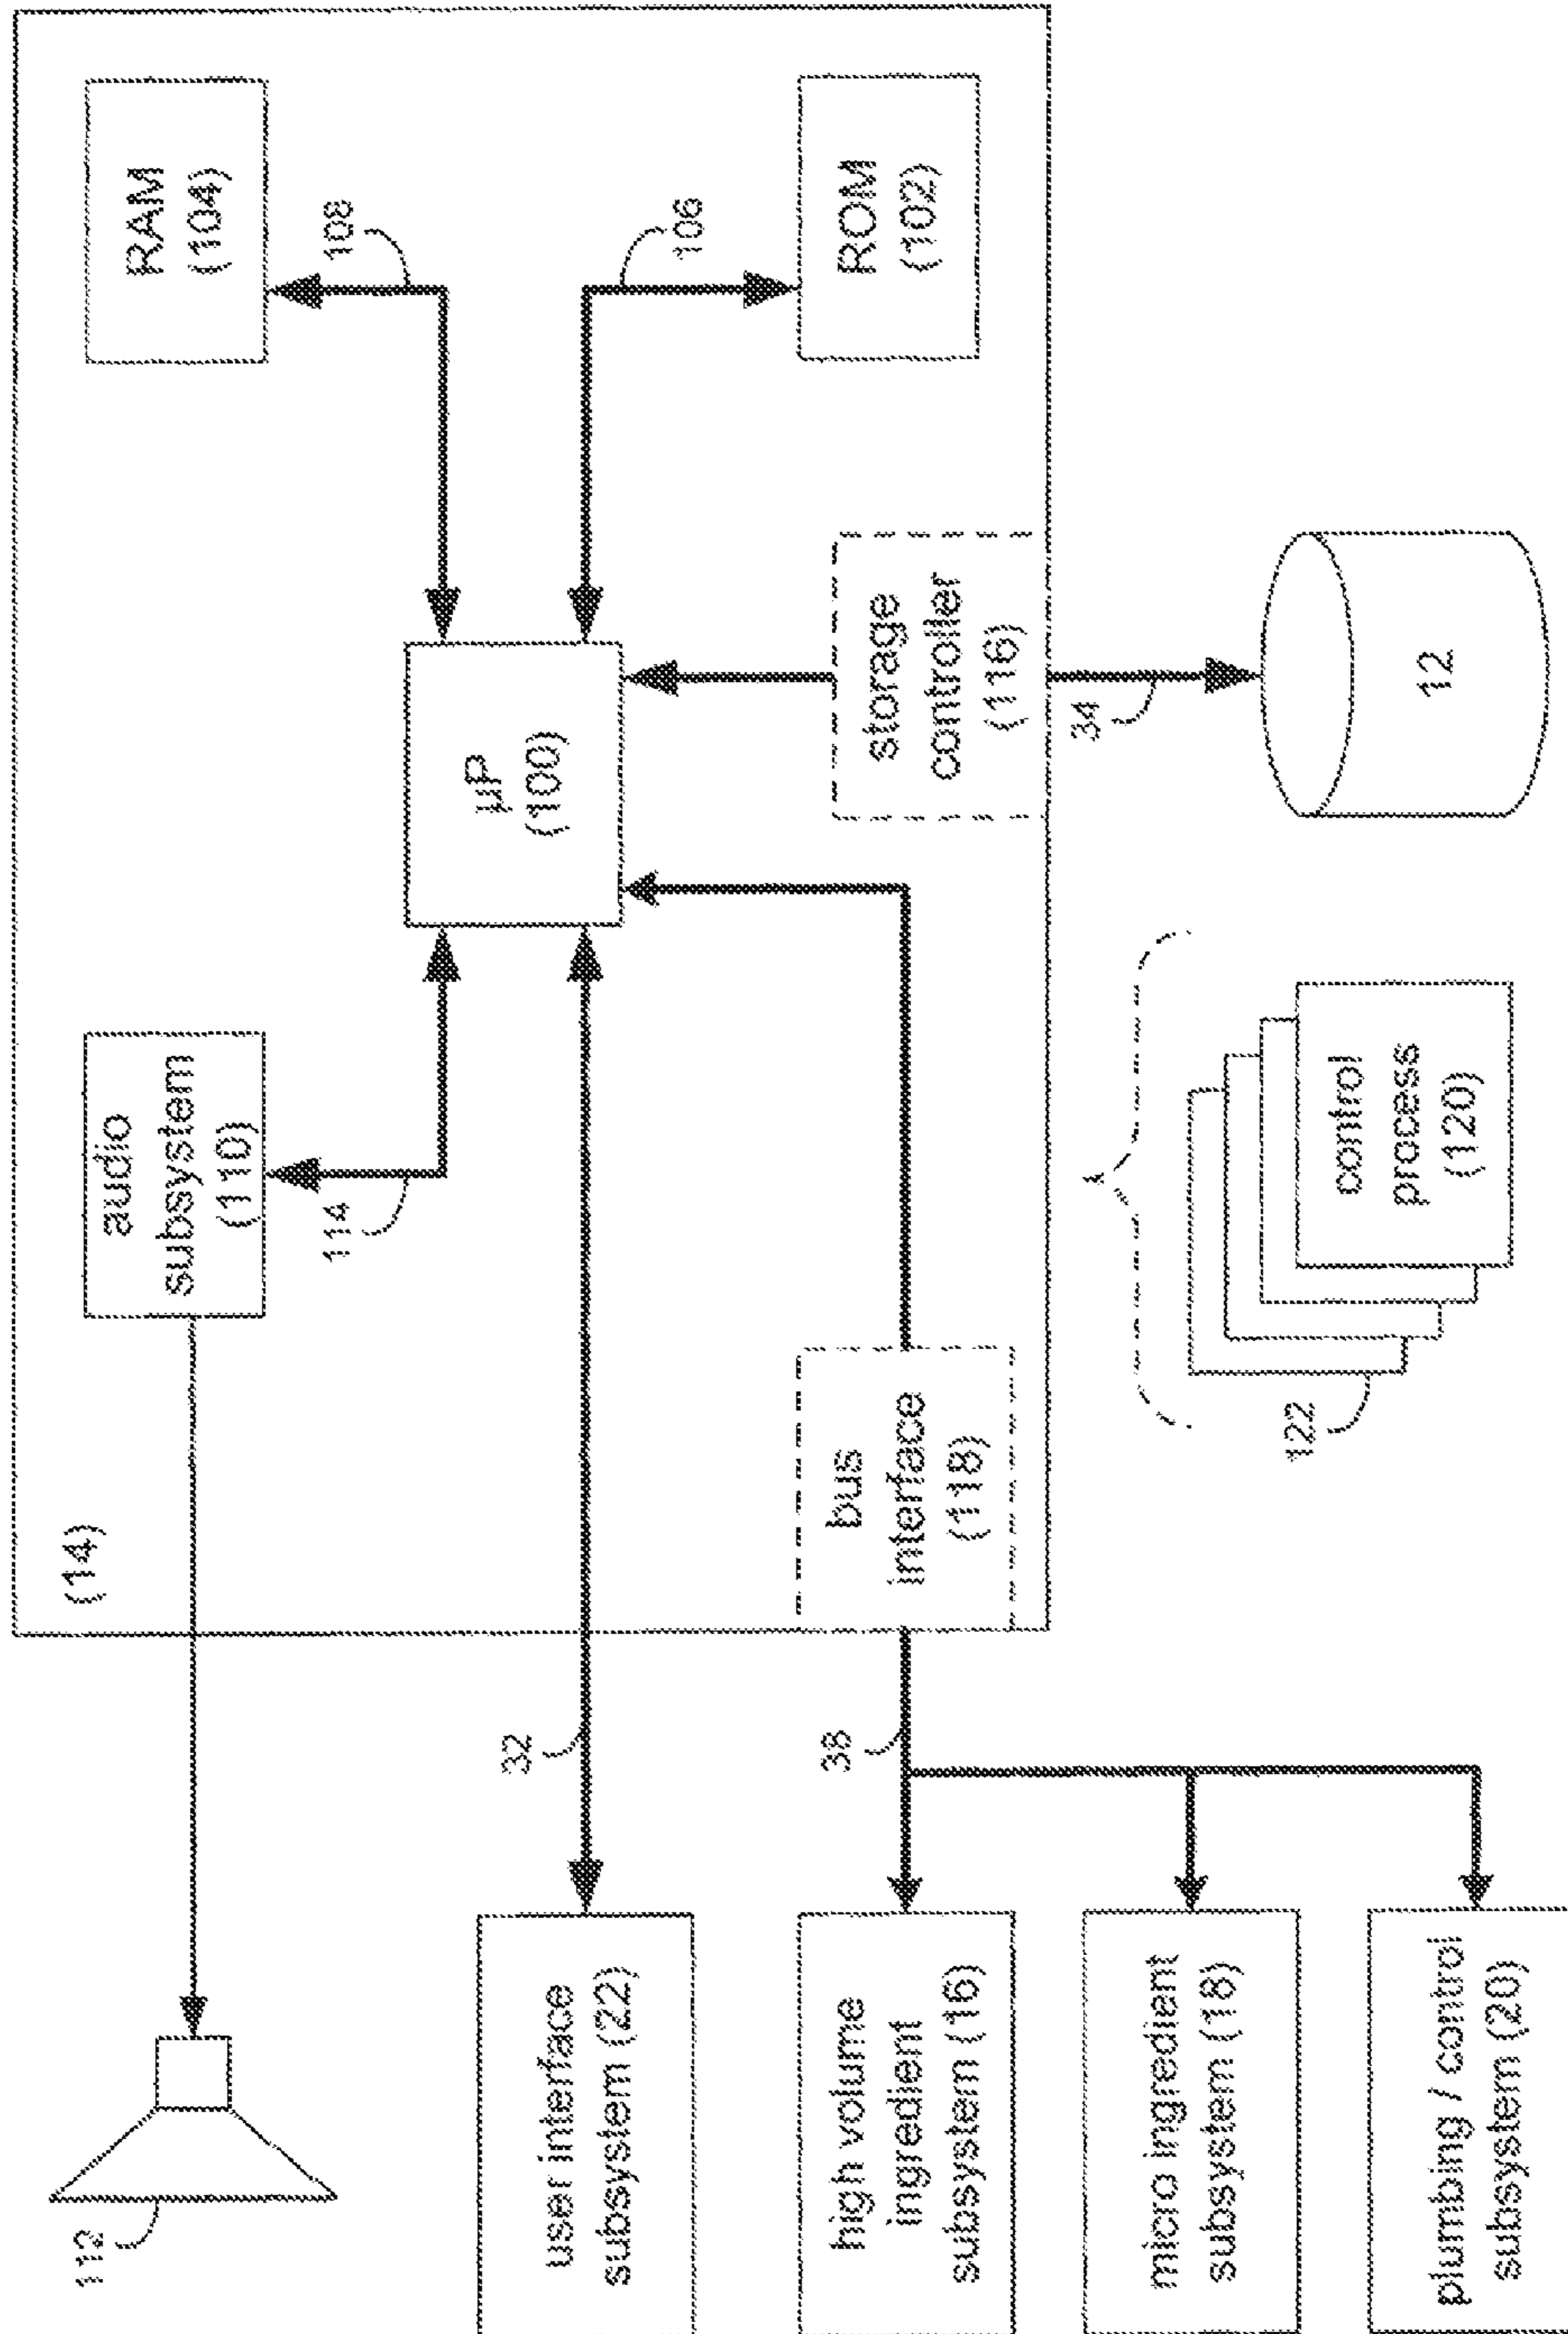 112
(14)
audio
subsystem
(110)
RAM
(104)
114
108
user interface
subsystem (22)
32
µP
(100)
106
high volume
ingredient
subsystem (16)
38
bus
interface
(118)
storage
controller
(116)
ROM
(102)
34
micro ingredient
subsystem (18)
122
control
process
(120)
12
plumbing / control
subsystem (20)